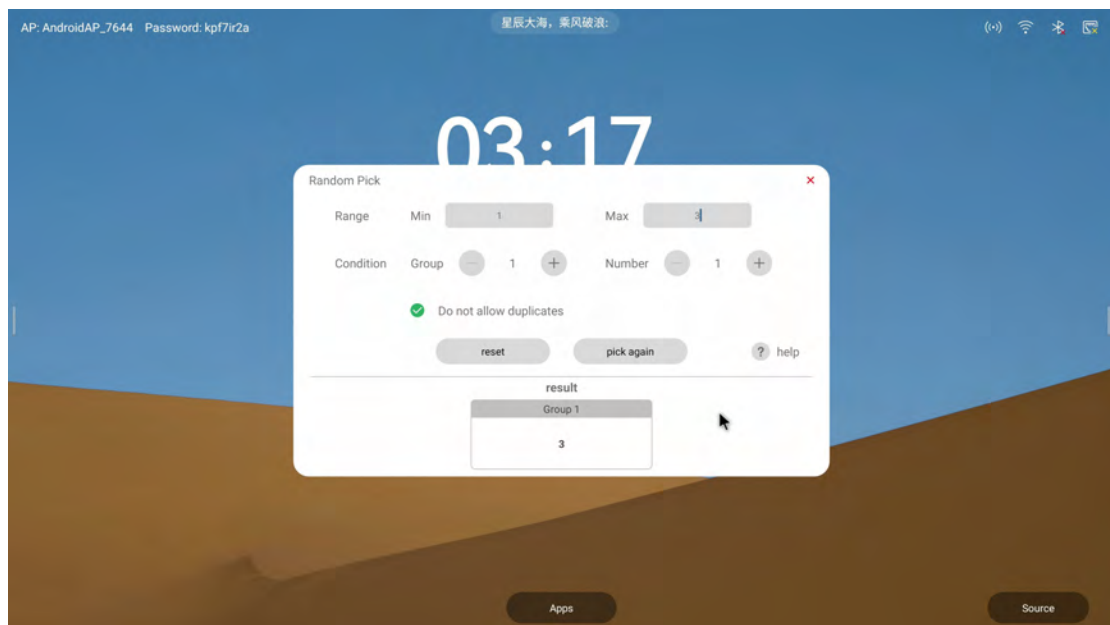 AP: AndroidAP_7644 Password: kpf7ir2a
星辰大海，乘风破浪:
03:17
Random Pick
Range Min 1 Max 3
Condition Group 1 Number 1
Do not allow duplicates
reset pick again ? help
result
Group 1
3
Apps Source